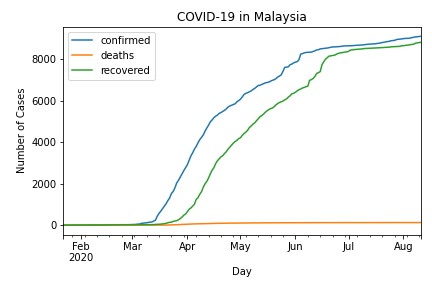 COVID-19 in Malaysia
confirmed
deaths
recovered
Number of Cases
8000
6000
4000
2000
0
Feb Mar Apr May Jun Jul Aug
2020
Day